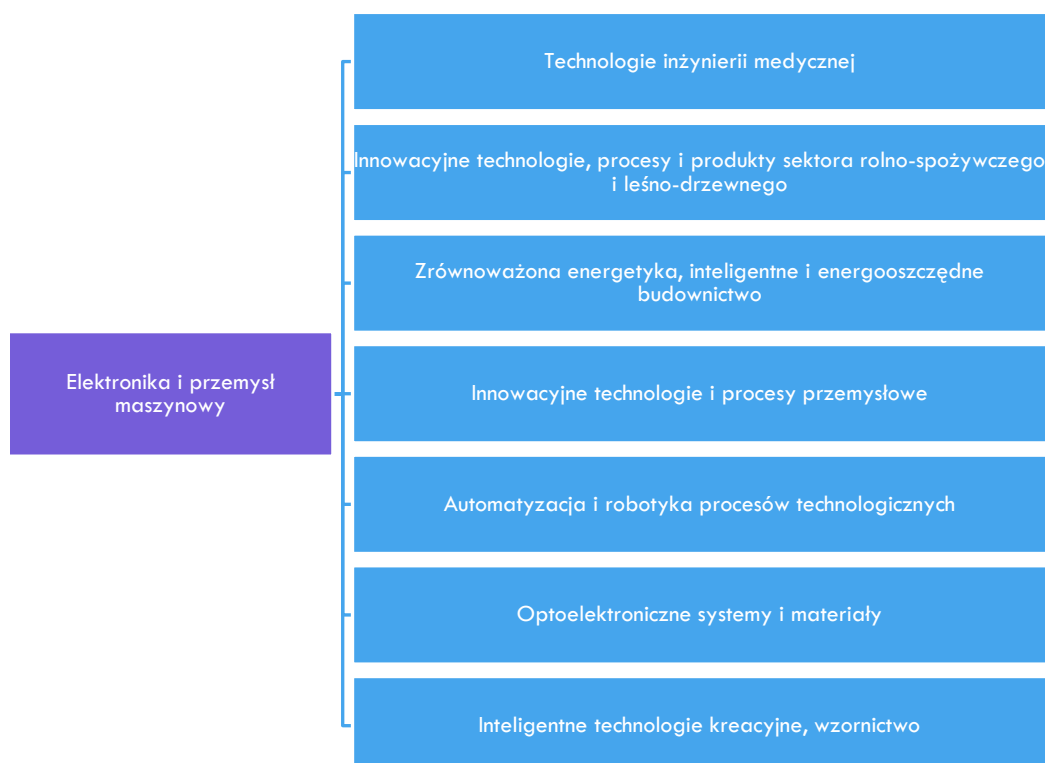 Technologie inżynierii medycznej
Innowacyjne technologie, procesy i produkty sektora rolno-spożywczego
i leśno-drzewnego
Zrównoważona energetyka, inteligentne i energooszczędne
budownictwo
Elektronika i przemysł
maszynowy
Innowacyjne technologie i procesy przemysłowe
Automatyzacja i robotyka procesów technologicznych
Optoelektroniczne systemy i materiały
Inteligentne technologie kreacyjne, wzornictwo